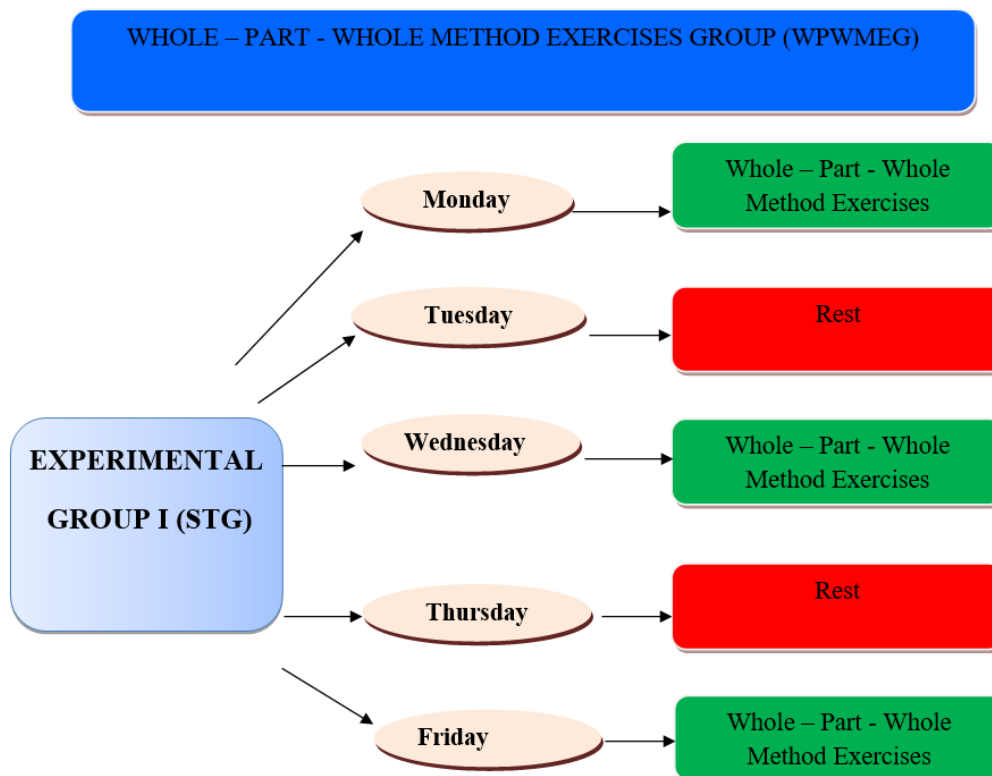 WHOLE – PART - WHOLE METHOD EXERCISES GROUP (WPWMEG)
Monday
Whole – Part - Whole
Method Exercises
Tuesday
Rest
EXPERIMENTAL
GROUP I (STG)
Wednesday
Whole – Part - Whole
Method Exercises
Thursday
Rest
Friday
Whole – Part - Whole
Method Exercises